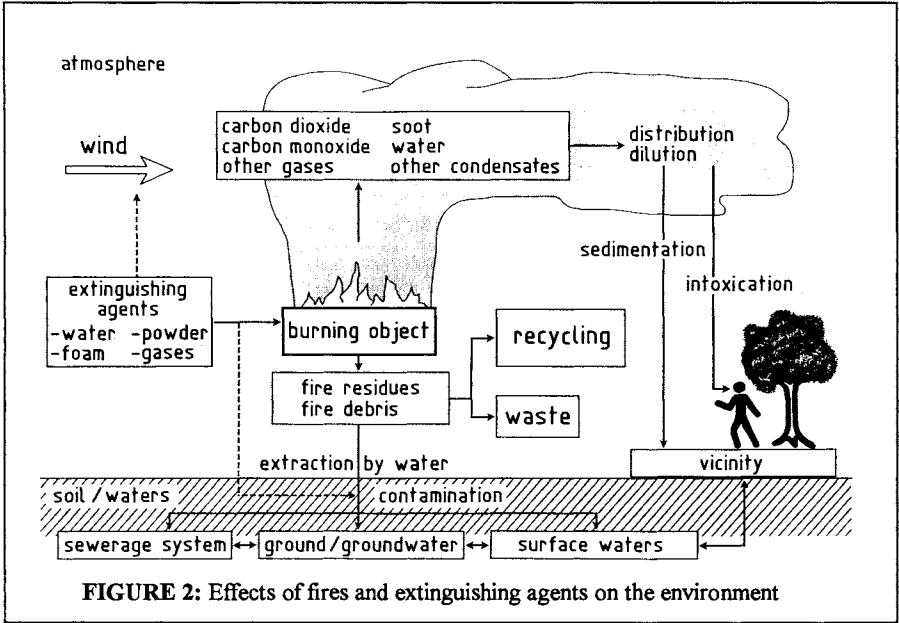 atmosphere
wind
carbon dioxide soot
carbon monoxide water
other gases other condensates
distribution
dilution
sedimentation
intoxication
extinguishing
agents
-water -powder
-foam -gases
burning object
recycling
fire residues
fire debris
waste
extraction by water
vicinity
soil/waters
contamination
sewerage system
ground/groundwater
surface waters
FIGURE 2: Effects of fires and extinguishing agents on the environment